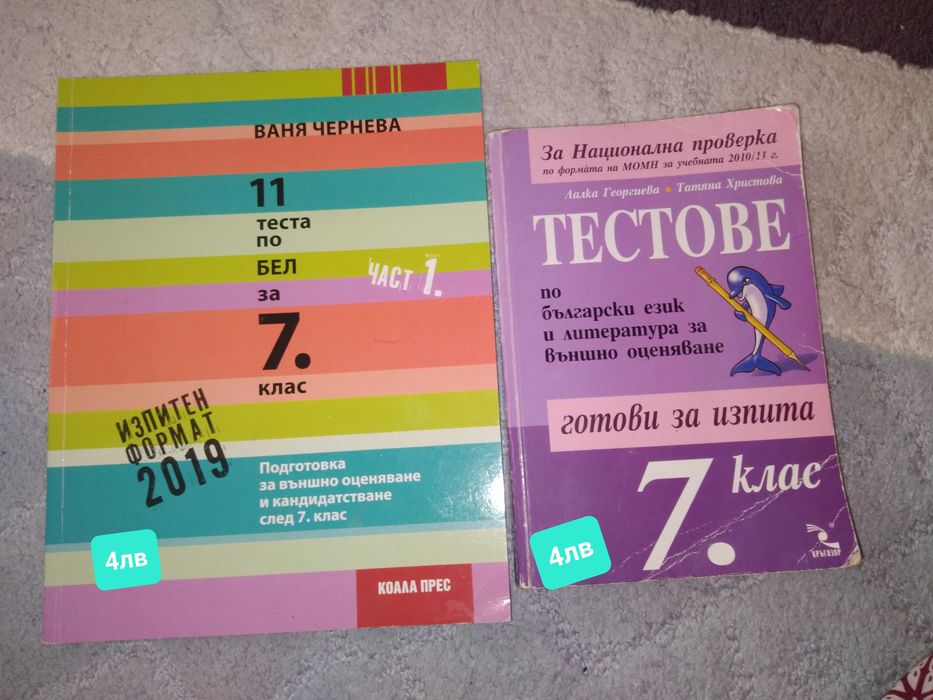 ВАНЯ ЧЕРНЕВА
11
теста
по
БЕЛ
за
7.
клас
ЧАСТ 1.
ИЗПИТЕН
ФОРМАТ
2019
Подготовка
за външно оценяване
и кандидатстване
след 7. клас
4лв
КОАЛА ПРЕС
За Национална проверка
по формата на МОМН за учебната 2010/11 г.
Лалка Георгиева • Татяна Христова
ТЕСТОВЕ
по
български език
и литература за
външно оценяване
готови за изпита
7. клас
4лв
КРЪГОЗОР